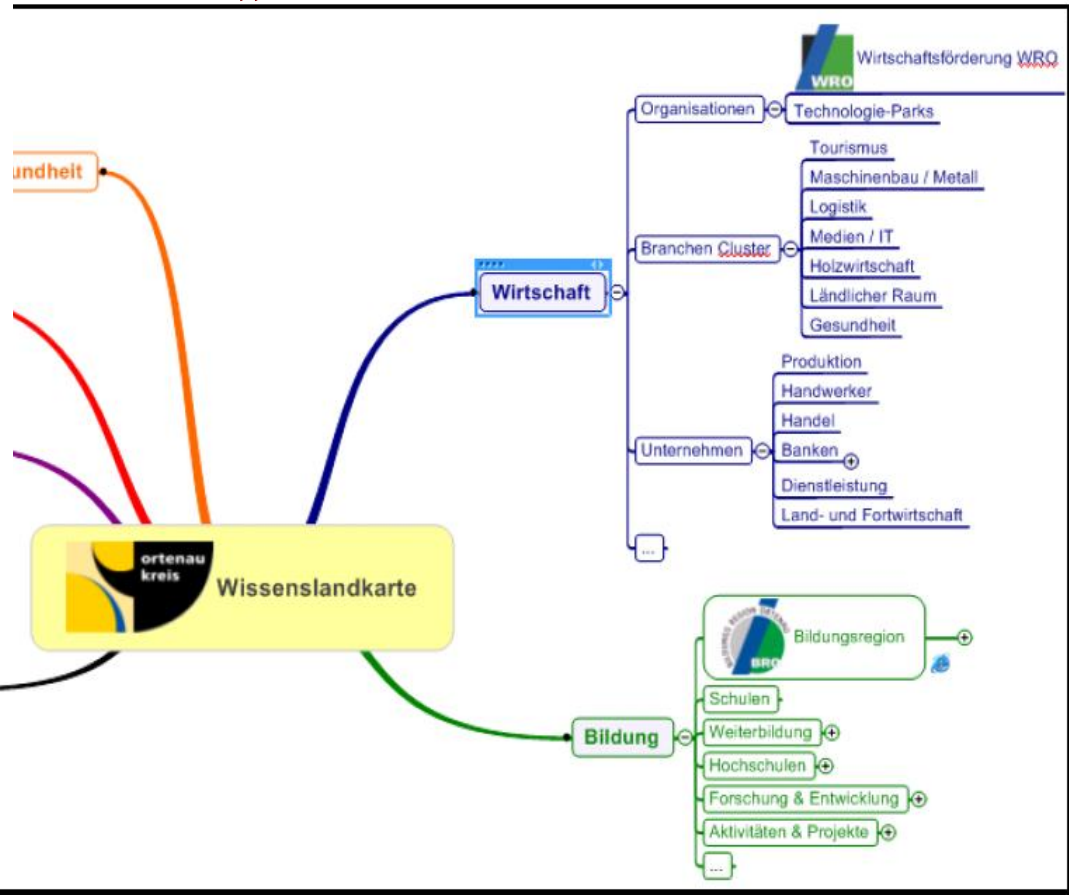 Wirtschaftsförderung WRO
WRO
Organisationen
Technologie-Parks
Tourismus
Maschinenbau / Metall
Logistik
Branchen Cluster
Medien / IT
Holzwirtschaft
Ländlicher Raum
Gesundheit
undheit
Wirtschaft
Produktion
Handwerker
Handel
Unternehmen
Banken
Dienstleistung
Land- und Fortwirtschaft
...
ortenau
kreis
Wissenslandkarte
BRO
Bildungsregion
Schulen
Bildung
Weiterbildung
Hochschulen
Forschung & Entwicklung
Aktivitäten & Projekte
...